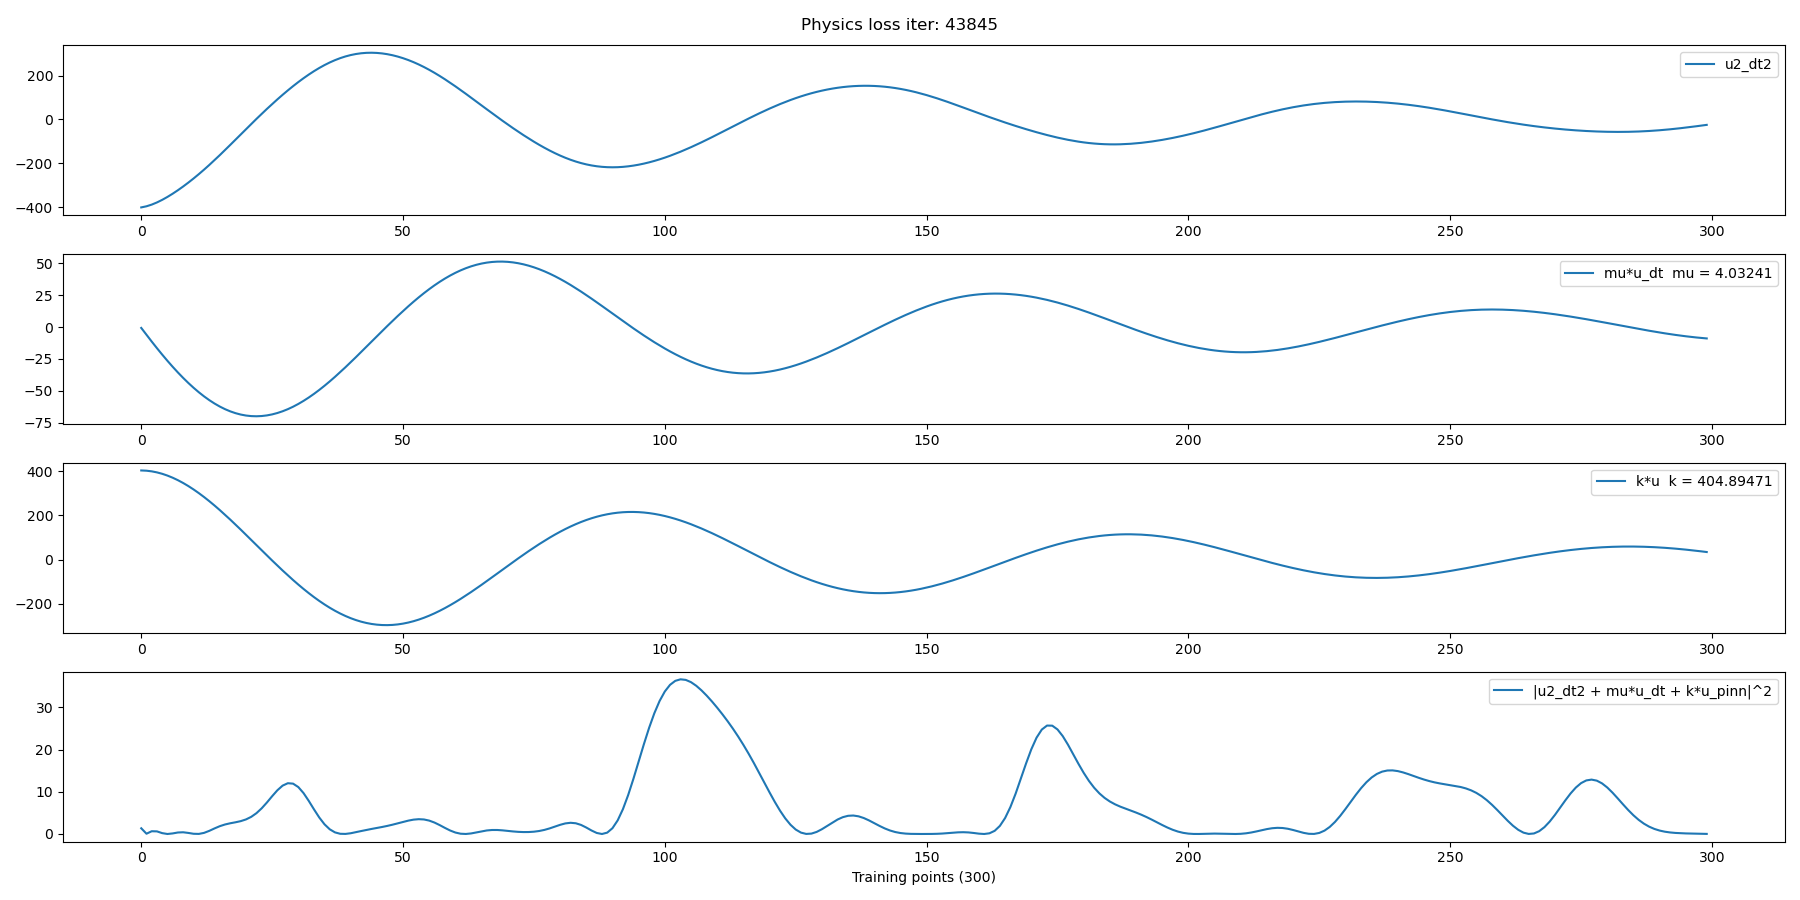 Physics loss iter: 43845
u2_dt2
200
0
−200
−400
0 50 100 150 200 250 300
mu*u_dt  mu = 4.03241
50
25
0
−25
−50
−75
0 50 100 150 200 250 300
k*u  k = 404.89471
400
200
0
−200
0 50 100 150 200 250 300
|u2_dt2 + mu*u_dt + k*u_pinn|^2
30
20
10
0
0 50 100 150 200 250 300
Training points (300)